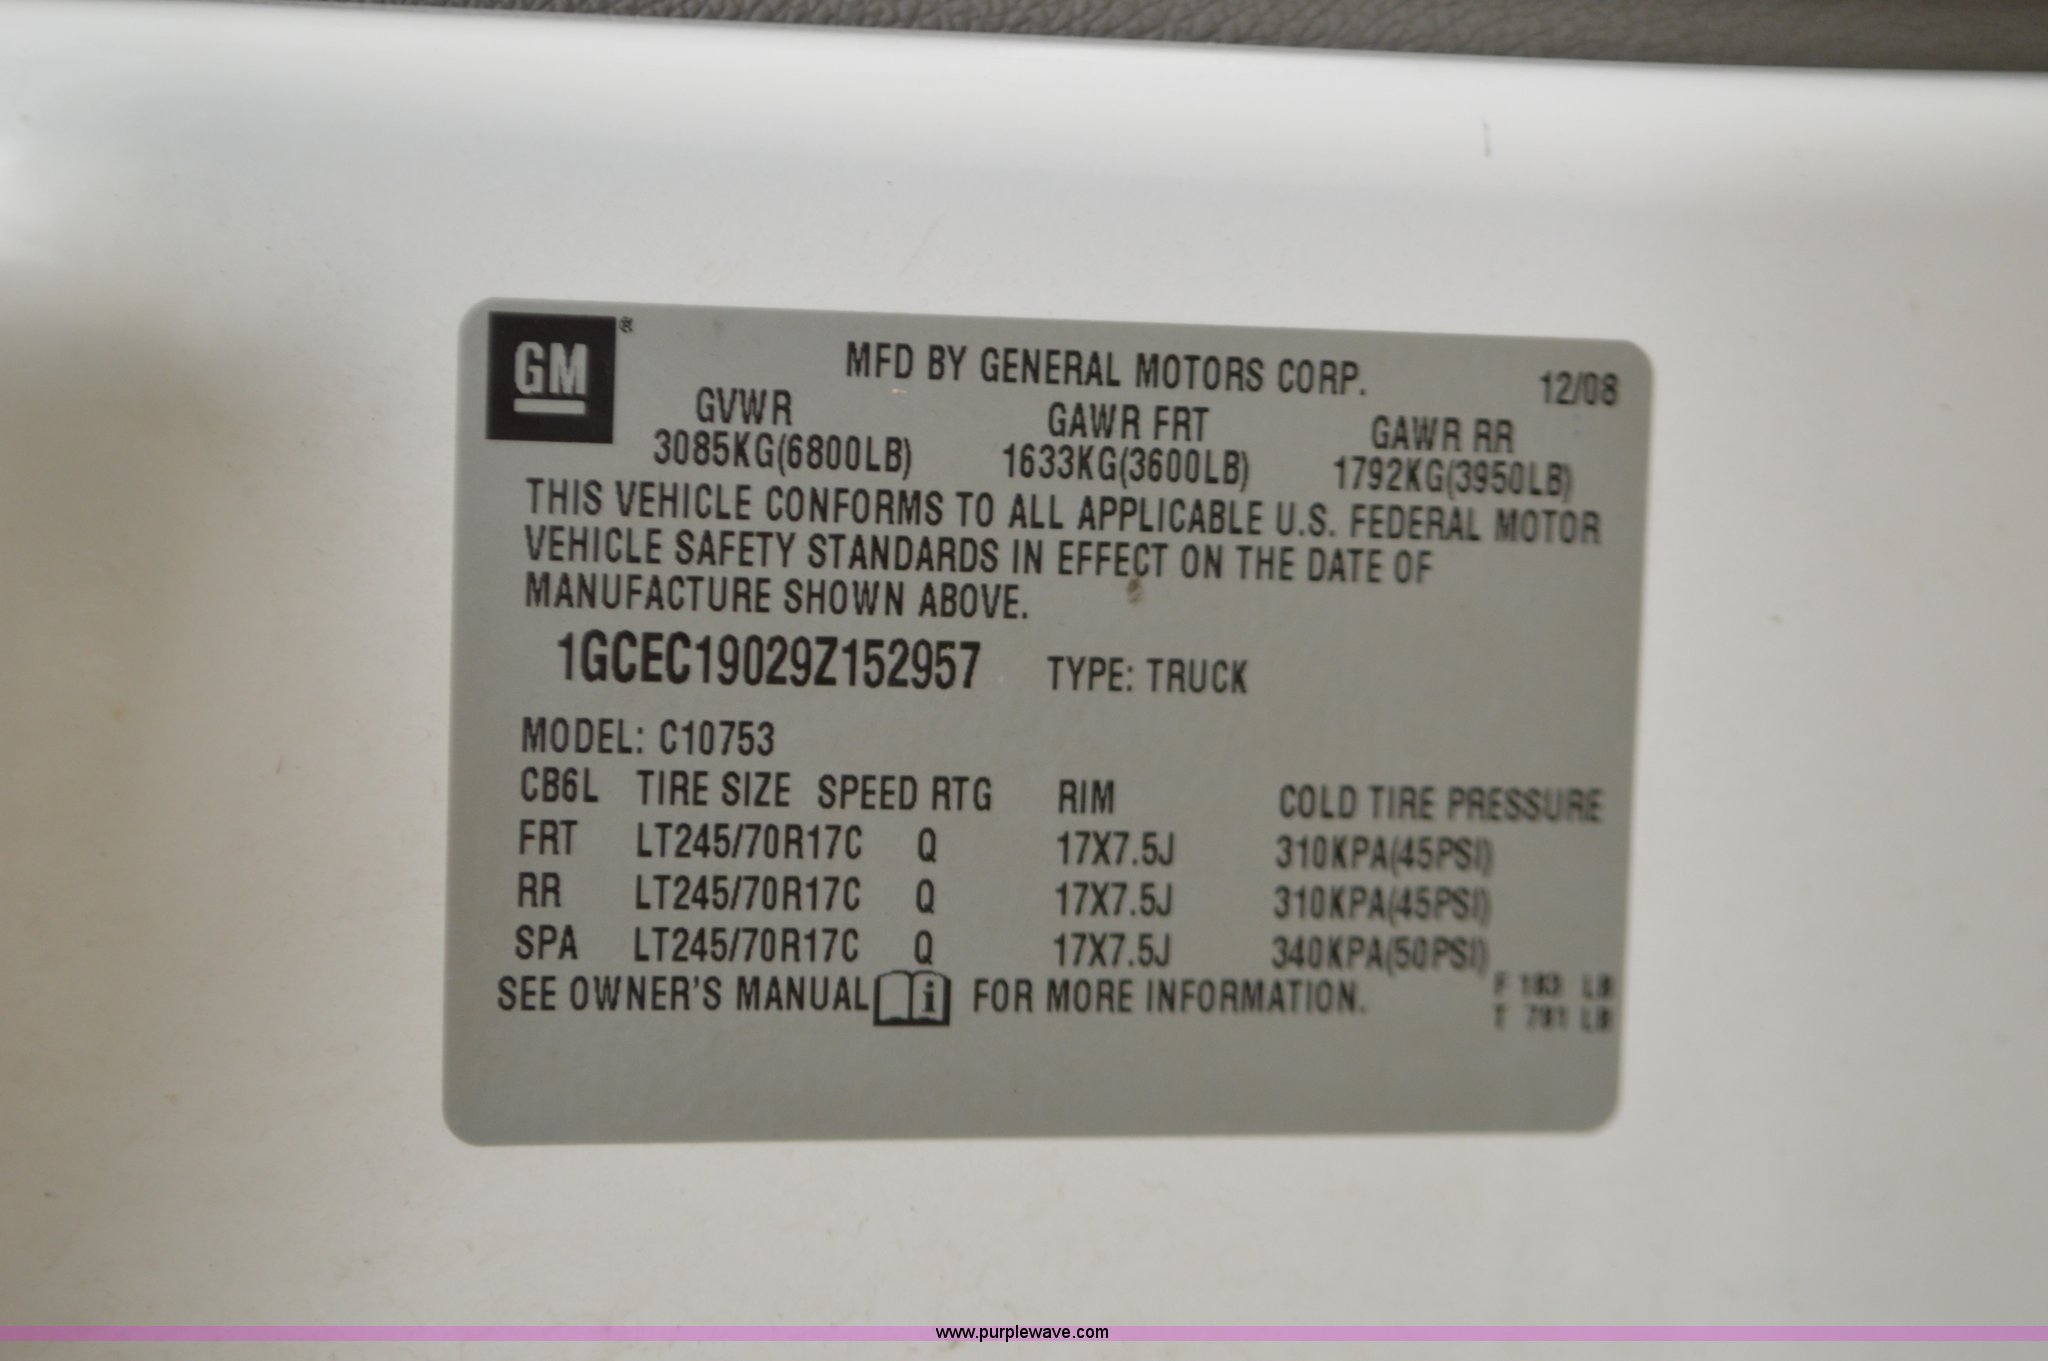 GM®
MFD BY GENERAL MOTORS CORP. 12/08
GVWR GAWR FRT GAWR RR
3085KG(6800LB) 1633KG(3600LB) 1792KG(3950LB)
THIS VEHICLE CONFORMS TO ALL APPLICABLE U.S. FEDERAL MOTOR
VEHICLE SAFETY STANDARDS IN EFFECT ON THE DATE OF
MANUFACTURE SHOWN ABOVE.
1GCEC19029Z152957 TYPE: TRUCK
MODEL: C10753
CB6L TIRE SIZE SPEED RTG RIM COLD TIRE PRESSURE
FRT LT245/70R17C Q 17X7.5J 310KPA(45PSI)
RR LT245/70R17C Q 17X7.5J 310KPA(45PSI)
SPA LT245/70R17C Q 17X7.5J 340KPA(50PSI)
SEE OWNER'S MANUAL i FOR MORE INFORMATION.
F LB
T LB
www.purplewave.com